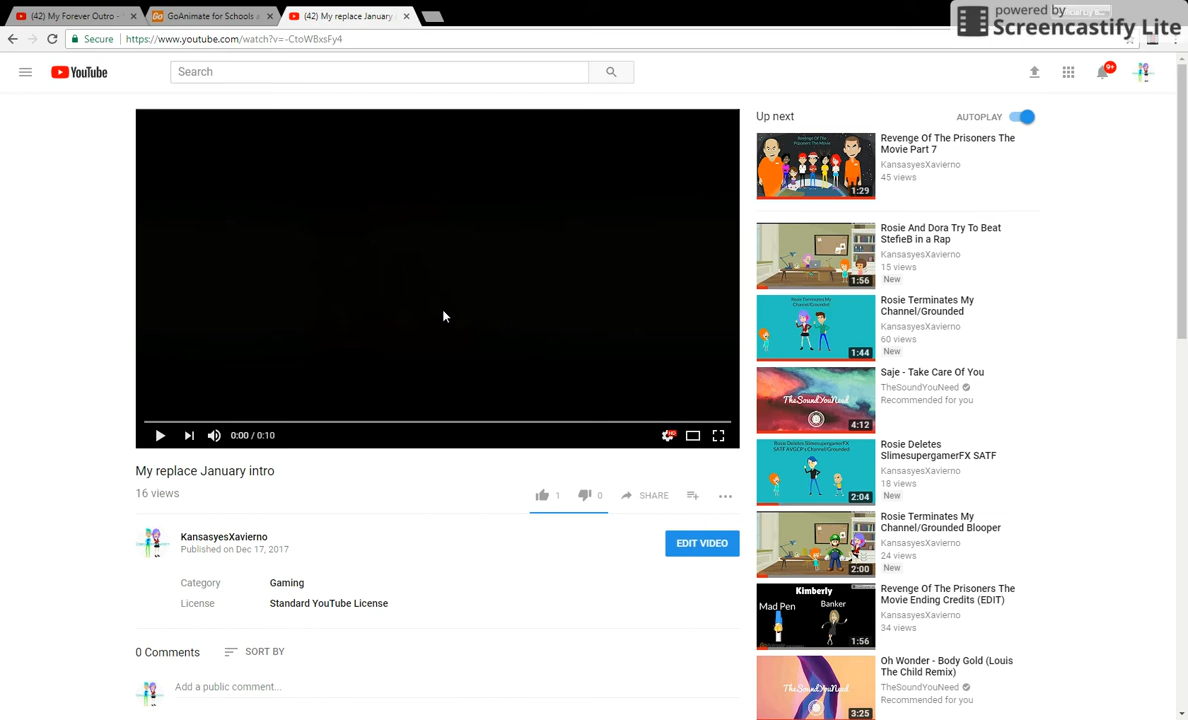 (42) My Forever Outro -
GoAnimate for Schools a
(42) My replace January
powered by
Screencastify Lite
Secure
https://www.youtube.com/watch?v=-CtoWBxsFy4
YouTube
Search
9+
Up next
AUTOPLAY
Revenge Of The Prisoners The
Movie Part 7
KansasyesXavierno
45 views
1:29
Rosie And Dora Try To Beat
StefieB in a Rap
KansasyesXavierno
15 views
New
1:56
Rosie Terminates My
Channel/Grounded
KansasyesXavierno
60 views
New
1:44
Saje - Take Care Of You
TheSoundYouNeed
Recommended for you
TheSoundYouNeed
4:12
Rosie Deletes
SlimesupergamerFX SATF
KansasyesXavierno
18 views
New
2:04
Rosie Terminates My
Channel/Grounded Blooper
KansasyesXavierno
24 views
New
2:00
Revenge Of The Prisoners The
Movie Ending Credits (EDIT)
KansasyesXavierno
34 views
Kimberly
Mad Pen
Banker
1:56
Oh Wonder - Body Gold (Louis
The Child Remix)
TheSoundYouNeed
Recommended for you
TheSoundYouNeed
3:25
0:00 / 0:10
HD
My replace January intro
16 views
1
0
SHARE
KansasyesXavierno
Published on Dec 17, 2017
EDIT VIDEO
Category
Gaming
License
Standard YouTube License
0 Comments
SORT BY
Add a public comment...